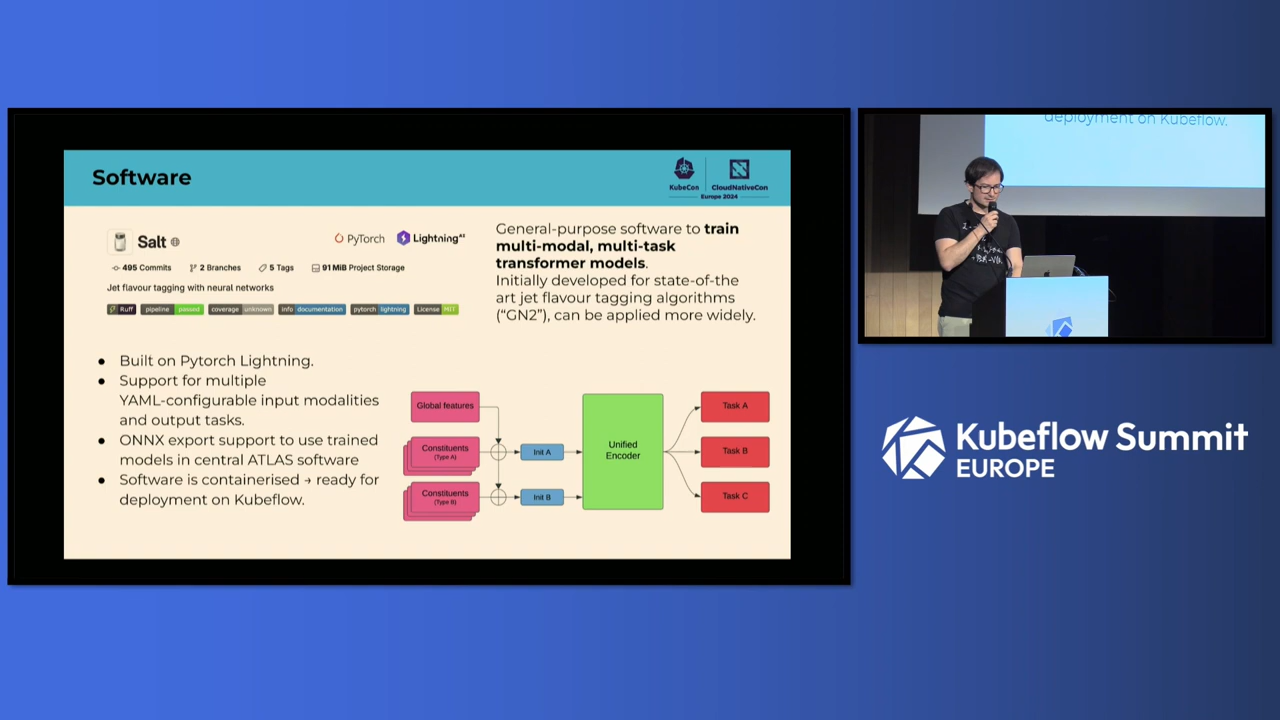 Software
KubeCon
CloudNativeCon
Europe 2024
Salt
PyTorch
Lightning AI
495 Commits
2 Branches
5 Tags
91 MiB Project Storage
Jet flavour tagging with neural networks
Ruff
pipeline passed
coverage unknown
info documentation
pytorch lightning
License MIT
General-purpose software to train
multi-modal, multi-task
transformer models.
Initially developed for state-of-the
art jet flavour tagging algorithms
(“GN2”), can be applied more widely.
● Built on Pytorch Lightning.
● Support for multiple
YAML-configurable input modalities
and output tasks.
● ONNX export support to use trained
models in central ATLAS software
● Software is containerised → ready for
deployment on Kubeflow.
Global features
Constituents
(Type A)
Constituents
(Type B)
Init A
Init B
Unified
Encoder
Task A
Task B
Task C
deployment on Kubeflow.
Kubeflow Summit
EUROPE